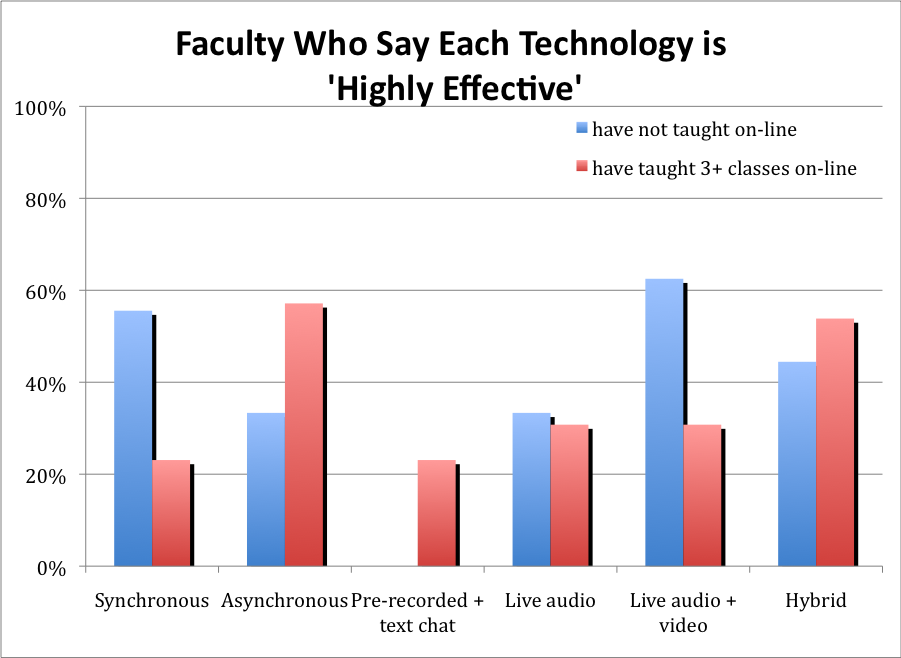 Faculty Who Say Each Technology is
'Highly Effective'
100%
have not taught on-line
have taught 3+ classes on-line
80%
60%
40%
20%
0%
Synchronous
Asynchronous
Pre-recorded +
text chat
Live audio
Live audio +
video
Hybrid